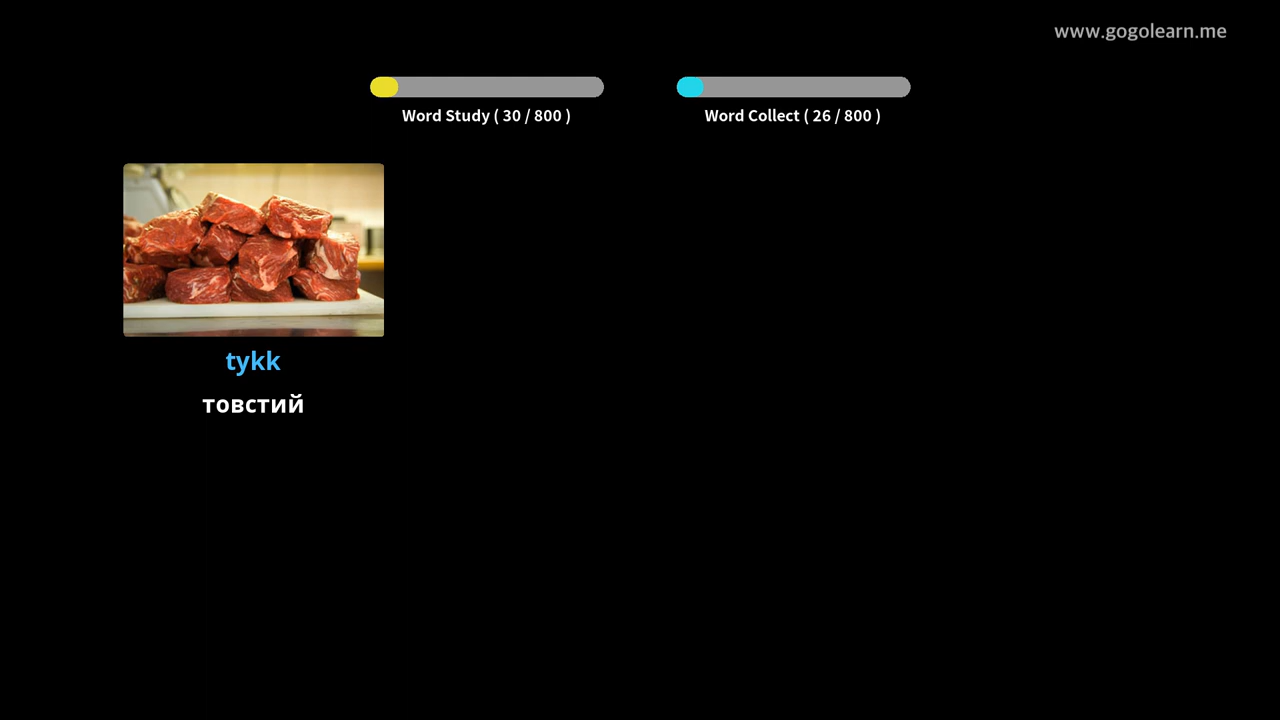 www.gogolearn.me
Word Study ( 30 / 800 )
Word Collect ( 26 / 800 )
tykk
товстий